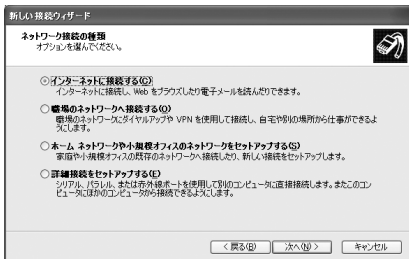 新しい接続ウィザード
ネットワーク接続の種類
オプションを選んでください。
インターネットに接続する(C)
インターネットに接続し、Web をブラウズしたり電子メールを読んだりできます。
職場のネットワークへ接続する(O)
職場のネットワークにダイヤルアップや VPN を使用して接続し、自宅や別の場所から仕事ができるよ
うにします。
ホーム ネットワークや小規模オフィスのネットワークをセットアップする(S)
家庭や小規模オフィスの既存のネットワークへ接続したり、新しい接続をセットアップします。
詳細接続をセットアップする(E)
シリアル、パラレル、または赤外線ポートを使用して別のコンピュータに直接接続します。またこのコン
ピュータにほかのコンピュータから接続できるようにします。
< 戻る(B) 次へ(N) > キャンセル